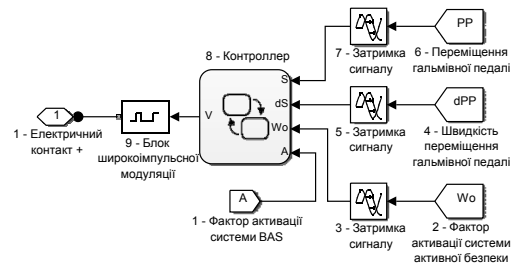 PP
8 - Контроллер
7 - Затримка
сигналу
6 - Переміщення
гальмівної педалі
S
dS
Wo
A
V
dPP
1
1 - Електричний
контакт +
9 - Блок
широкоімпульсної
модуляції
5 - Затримка
сигналу
4 - Швидкість
переміщення
гальмівної педалі
A
Wo
1 - Фактор активації
системи BAS
3 - Затримка
сигналу
2 - Фактор
активації системи
активної безпеки